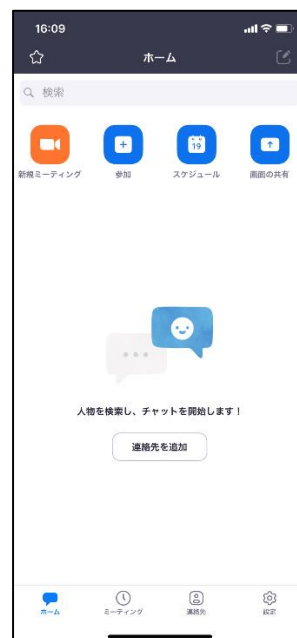 16:09
ホーム
検索
新規ミーティング
参加
19
スケジュール
画面の共有
人物を検索し、チャットを開始します！
連絡先を追加
ホーム
ミーティング
連絡先
設定